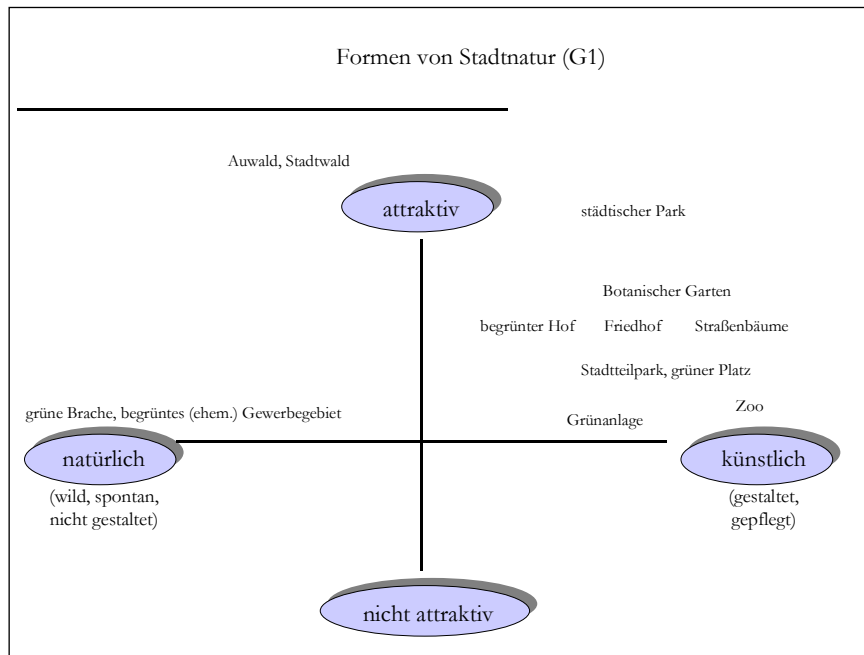 Formen von Stadtnatur (G1)
Auwald, Stadtwald
attraktiv
städtischer Park
Botanischer Garten
begrünter Hof Friedhof Straßenbäume
Stadtteilpark, grüner Platz
Zoo
grüne Brache, begrüntes (ehem.) Gewerbegebiet
Grünanlage
natürlich
künstlich
(wild, spontan,
nicht gestaltet)
(gestaltet,
gepflegt)
nicht attraktiv